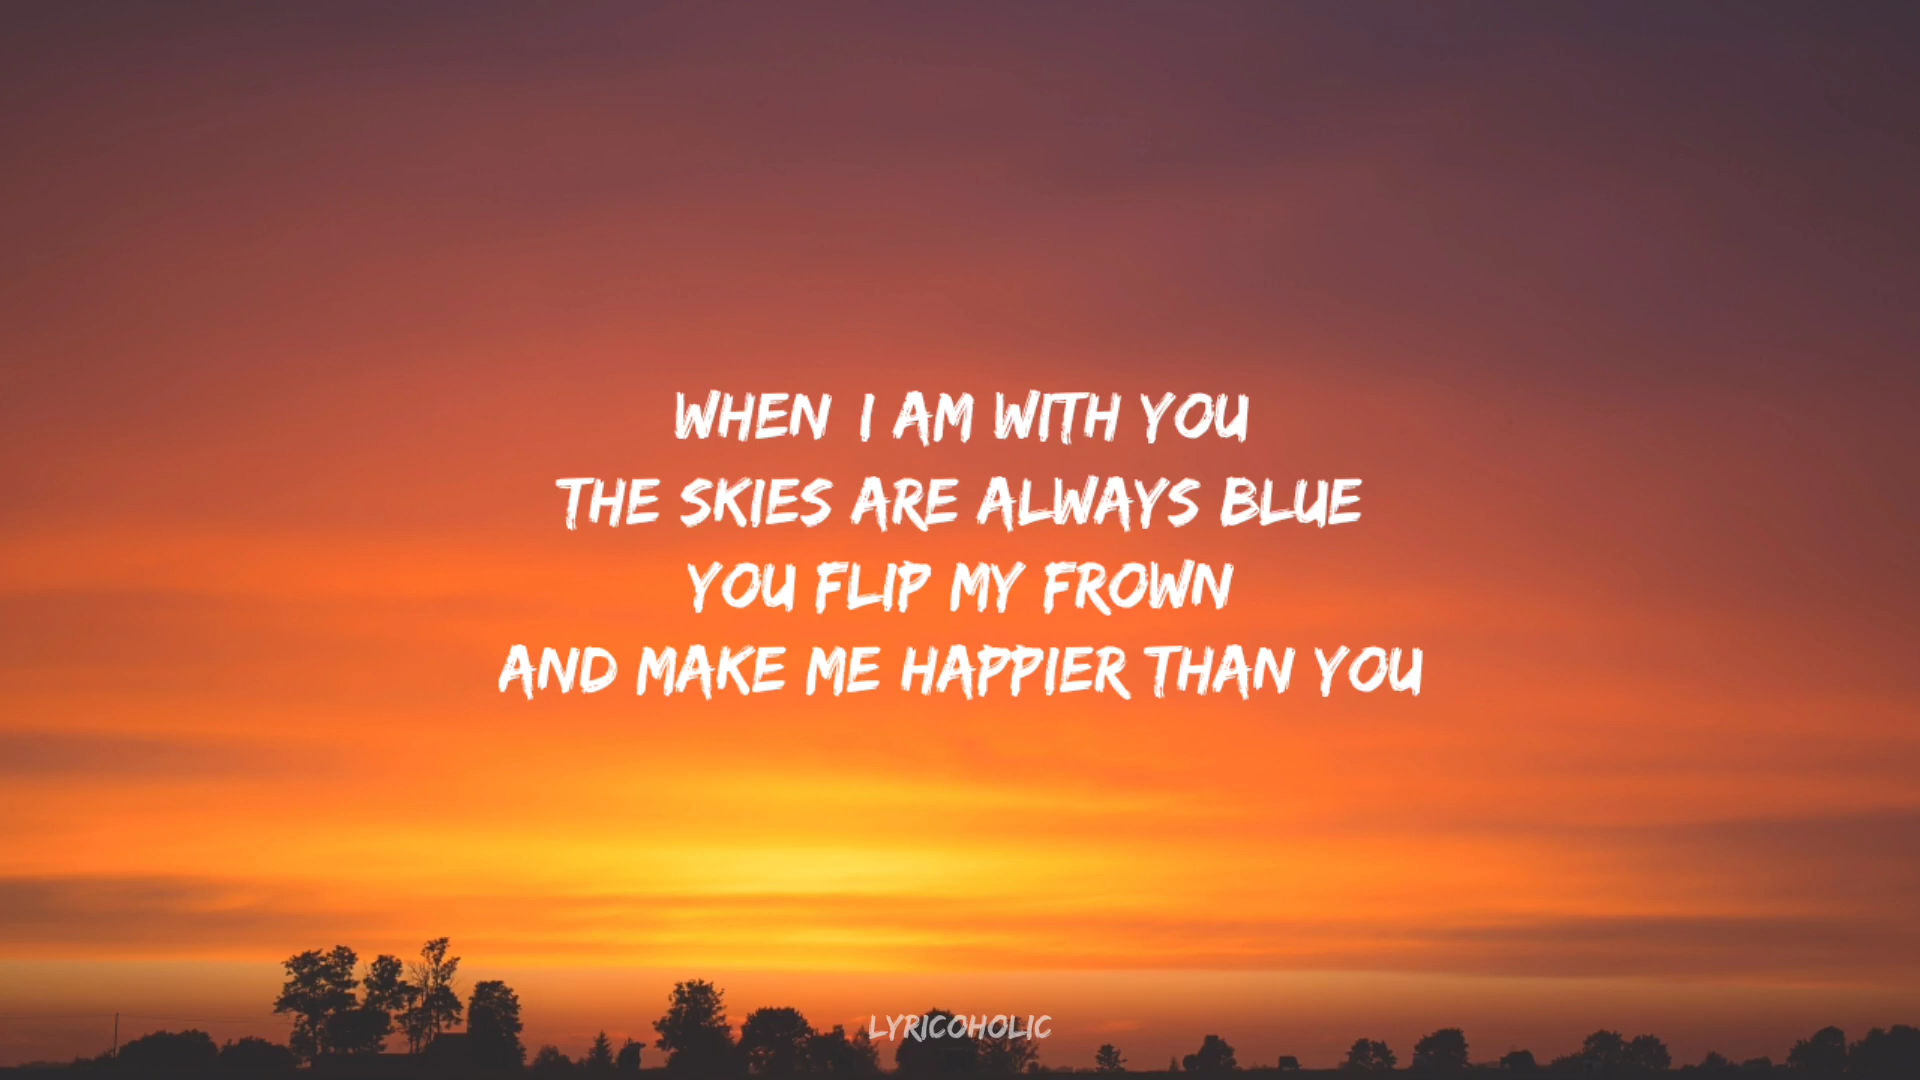 WHEN I AM WITH YOU
THE SKIES ARE ALWAYS BLUE
YOU FLIP MY FROWN
AND MAKE ME HAPPIER THAN YOU
LYRICOHOLIC